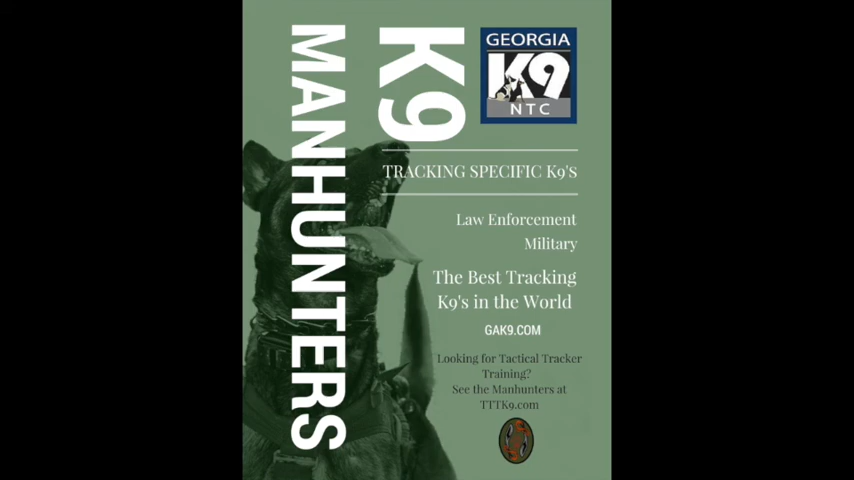 MANHUNTERS
K9
GEORGIA
K9
NTC
TRACKING SPECIFIC K9'S
Law Enforcement
Military
The Best Tracking
K9's in the World
GAK9.COM
Looking for Tactical Tracker
Training?
See the Manhunters at
TTTK9.com